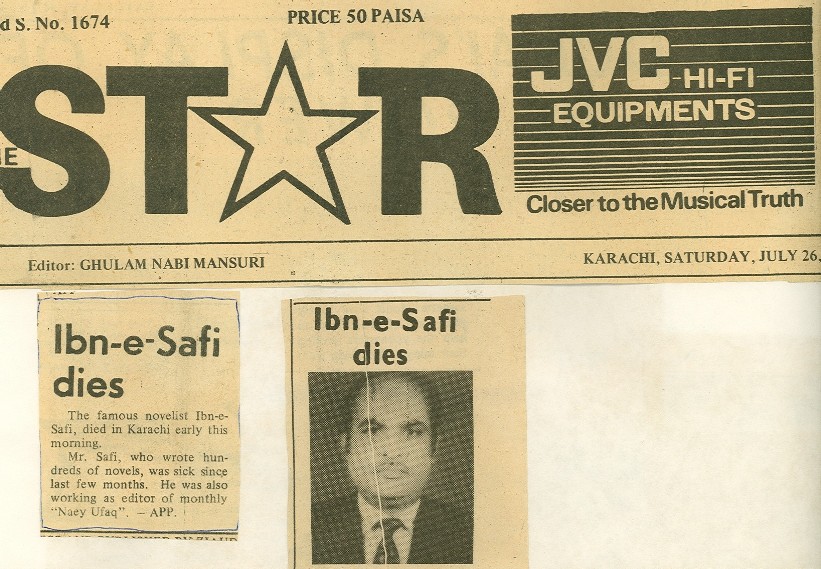 d S. No. 1674
PRICE 50 PAISA
STAR
JVC HI-FI
EQUIPMENTS
Closer to the Musical Truth
Editor: GHULAM NABI MANSURI
KARACHI, SATURDAY, JULY 26,
Ibn-e-Safi
dies
The famous novelist Ibn-e-
Safi, died in Karachi early this
morning.
Mr. Safi, who wrote hun-
dreds of novels, was sick since
last few months. He was also
working as editor of monthly
"Naey Ufaq". – APP.
Ibn-e-Safi
dies